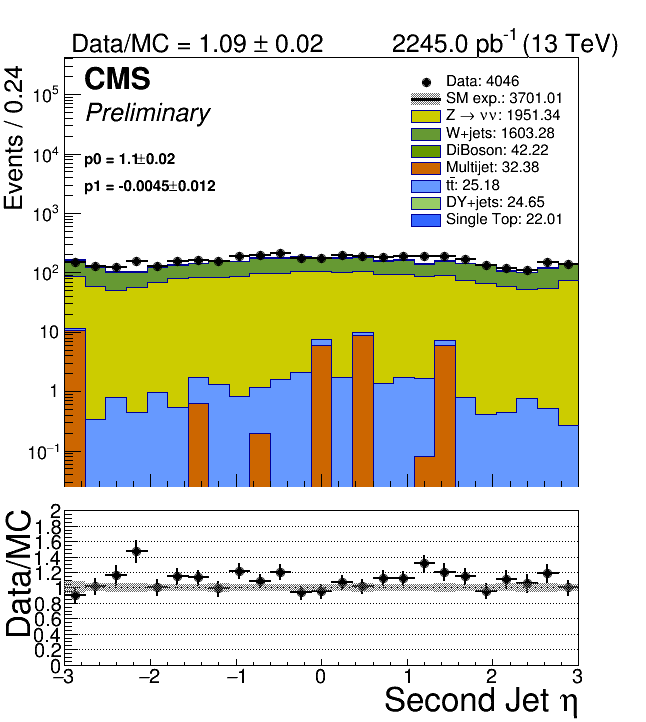 Data/MC = 1.09 ± 0.02 2245.0 pb⁻¹ (13 TeV)
CMS
Preliminary
p0 = 1.1±0.02
p1 = -0.0045±0.012
Data: 4046
SM exp.: 3701.01
Z → νν: 1951.34
W+jets: 1603.28
DiBoson: 42.22
Multijet: 32.38
tt̄: 25.18
DY+jets: 24.65
Single Top: 22.01
Events / 0.24
10⁵
10⁴
10³
10²
10
1
10⁻¹
Data/MC
2
1.8
1.6
1.4
1.2
1
0.8
0.6
0.4
0.2
0
−3 −2 −1 0 1 2 3
Second Jet η